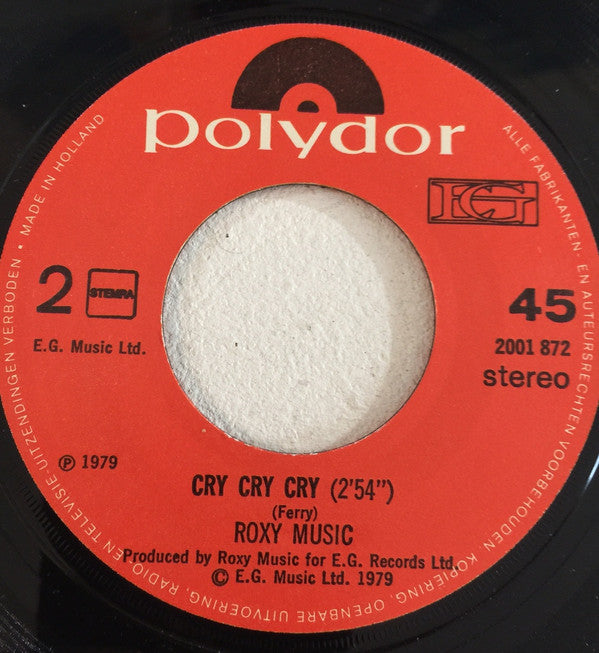 polydor
EG
2 STEMRA
45
E.G. Music Ltd.
2001 872
stereo
℗ 1979
CRY CRY CRY (2'54")
(Ferry)
ROXY MUSIC
Produced by Roxy Music for E.G. Records Ltd.
© E.G. Music Ltd. 1979
ALLE FABRIKANTEN- EN AUTEURSRECHTEN VOORBEHOUDEN. KOPIËRING, OPENBARE UITVOERING, RADIO- EN TELEVISIE-UITZENDINGEN VERBODEN • MADE IN HOLLAND